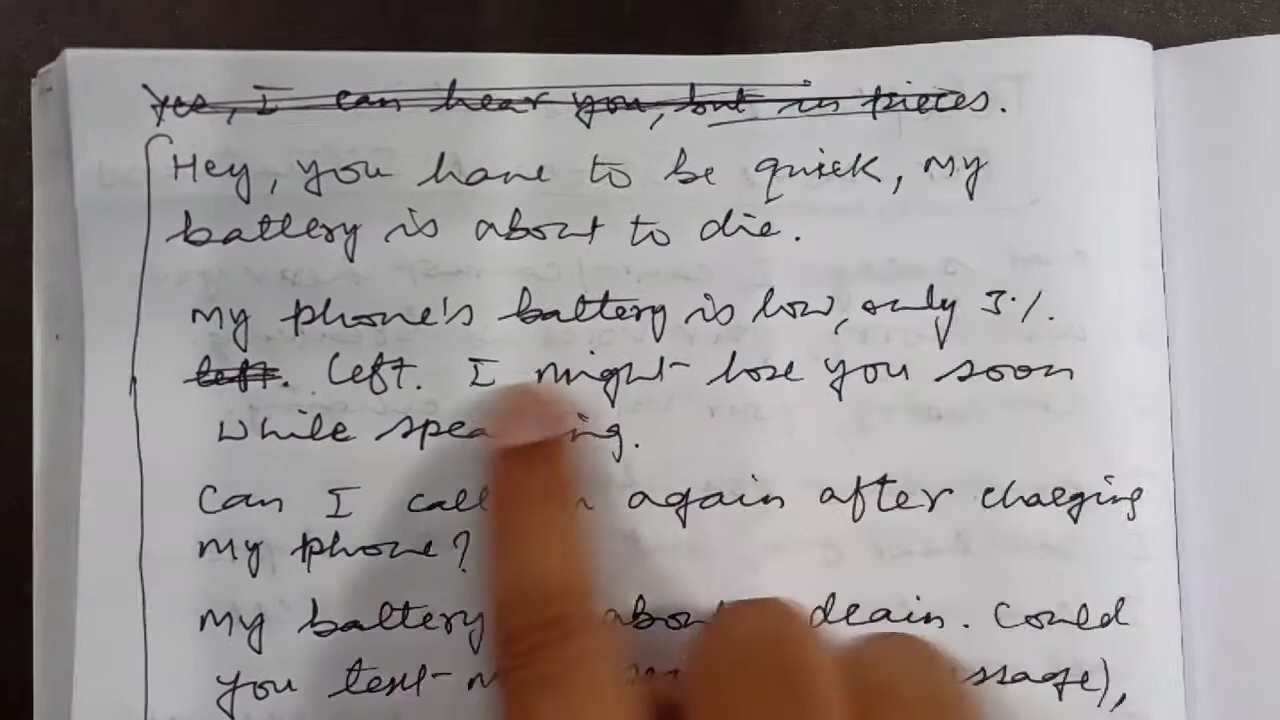 Yes, I can hear you, but in pieces.
Hey, you have to be quick, my
battery is about to die.
My phone's battery is low, only 3%.
left. left. I might lose you soon
while speaking.
Can I call again after charging
my phone?
My battery abou drain. Could
you text m ssage),